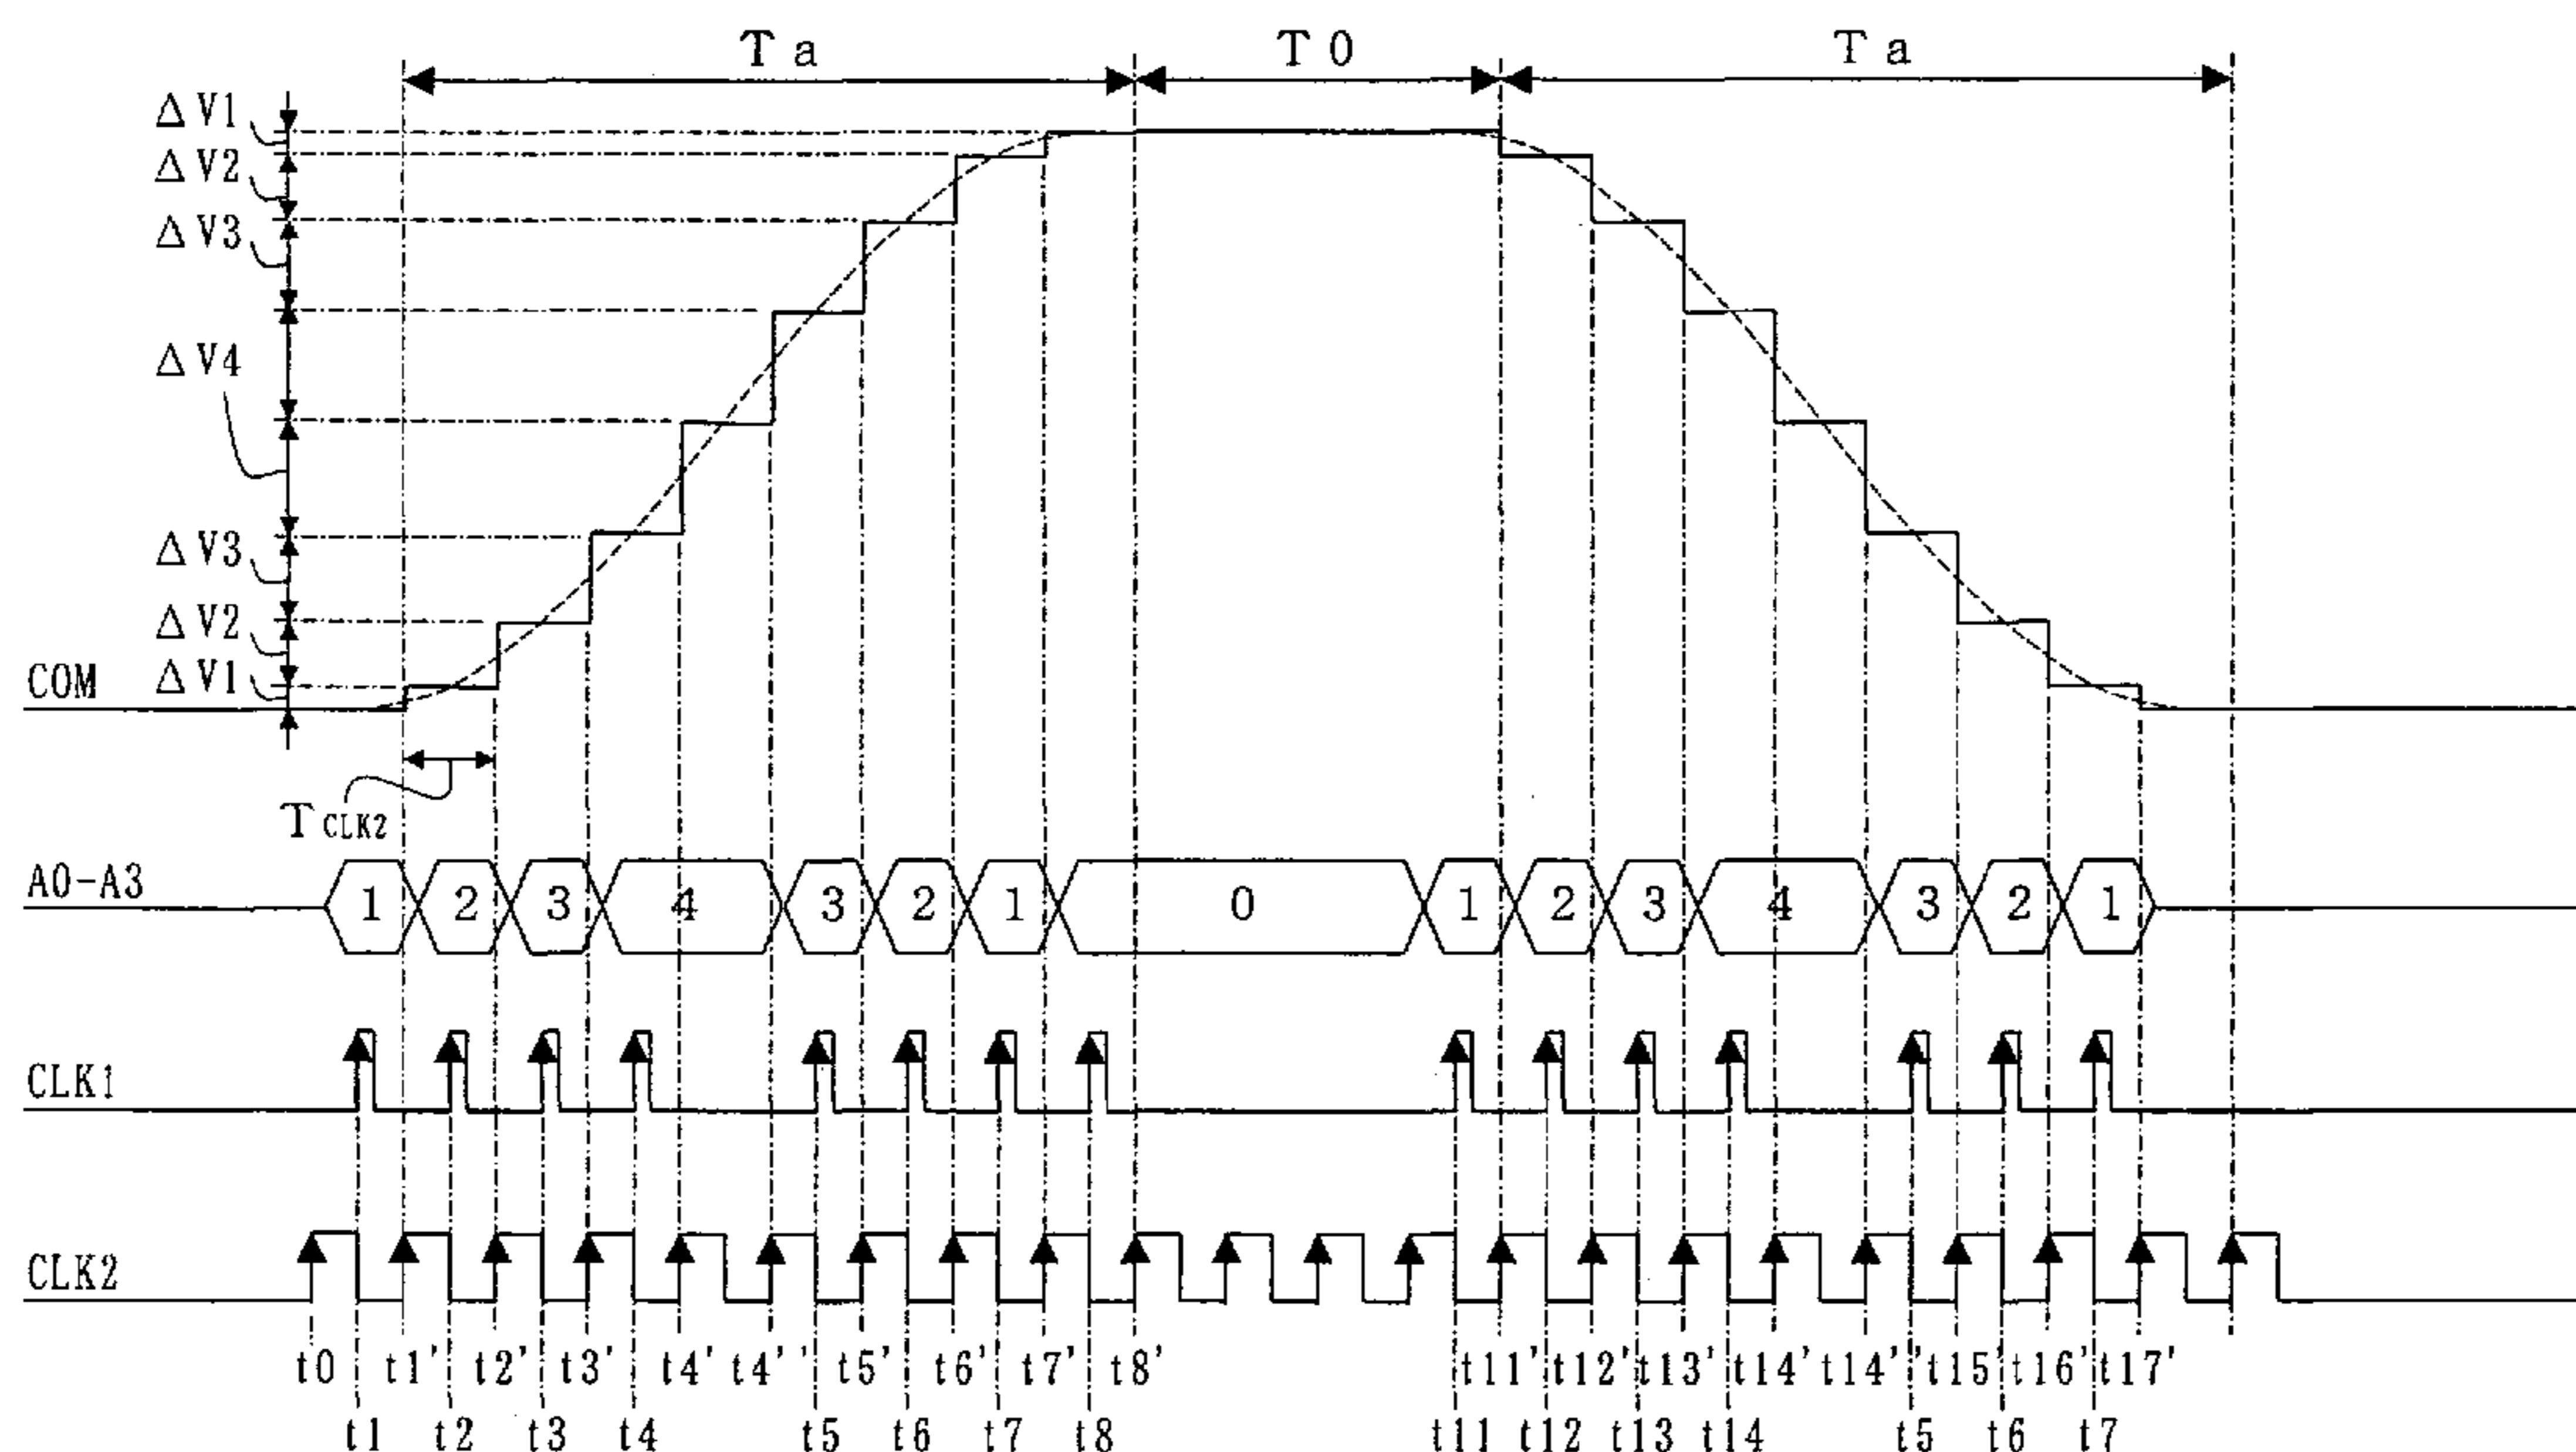 Ta T0 Ta
ΔV1
ΔV2
ΔV3
ΔV4
ΔV3
ΔV2
ΔV1
COM
TCLK2
A0-A3 1 2 3 4 3 2 1 0 1 2 3 4 3 2 1
CLK1
CLK2
t0 t1' t2' t3' t4' t4'' t5' t6' t7' t8' t11' t12' t13' t14' t14'' t15' t16' t17'
t1 t2 t3 t4 t5 t6 t7 t8 t11 t12 t13 t14 t5 t6 t7